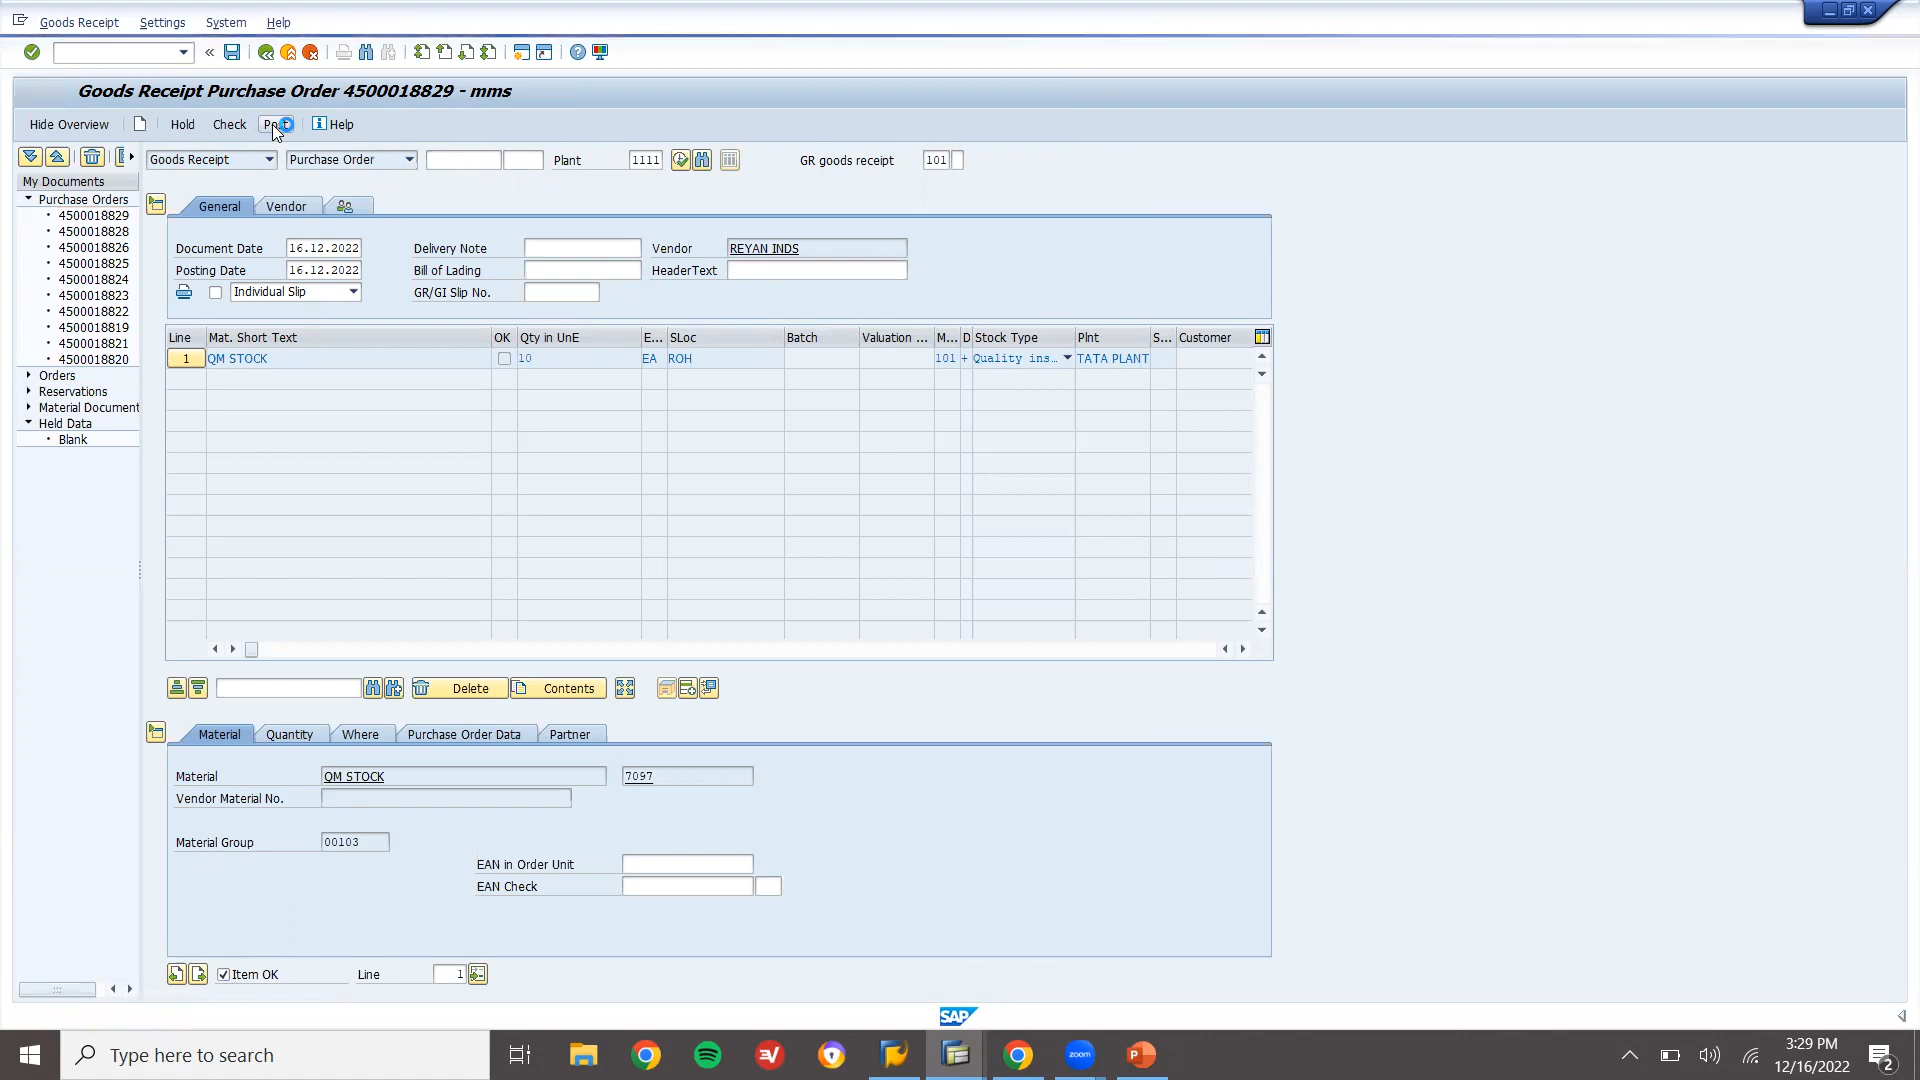 Goods Receipt Settings System Help
Goods Receipt Purchase Order 4500018829 - mms
Hide Overview Hold Check Help
Goods Receipt Purchase Order Plant 1111 GR goods receipt 101
My Documents
Purchase Orders
4500018829
4500018828
4500018826
4500018825
4500018824
4500018823
4500018822
4500018819
4500018821
4500018820
Orders
Reservations
Material Document
Held Data
Blank
General Vendor
Document Date 16.12.2022 Delivery Note Vendor REYAN INDS
Posting Date 16.12.2022 Bill of Lading HeaderText
Individual Slip GR/GI Slip No.
Line Mat. Short Text OK Qty in UnE E... SLoc Batch Valuation ... M... D Stock Type Plnt S... Customer
1 QM STOCK 10 EA ROH 101 + Quality ins... TATA PLANT
Delete Contents
Material Quantity Where Purchase Order Data Partner
Material QM STOCK 7097
Vendor Material No.
Material Group 00103
EAN in Order Unit
EAN Check
Item OK Line 1
SAP
Type here to search
zoom
3:29 PM
12/16/2022
2